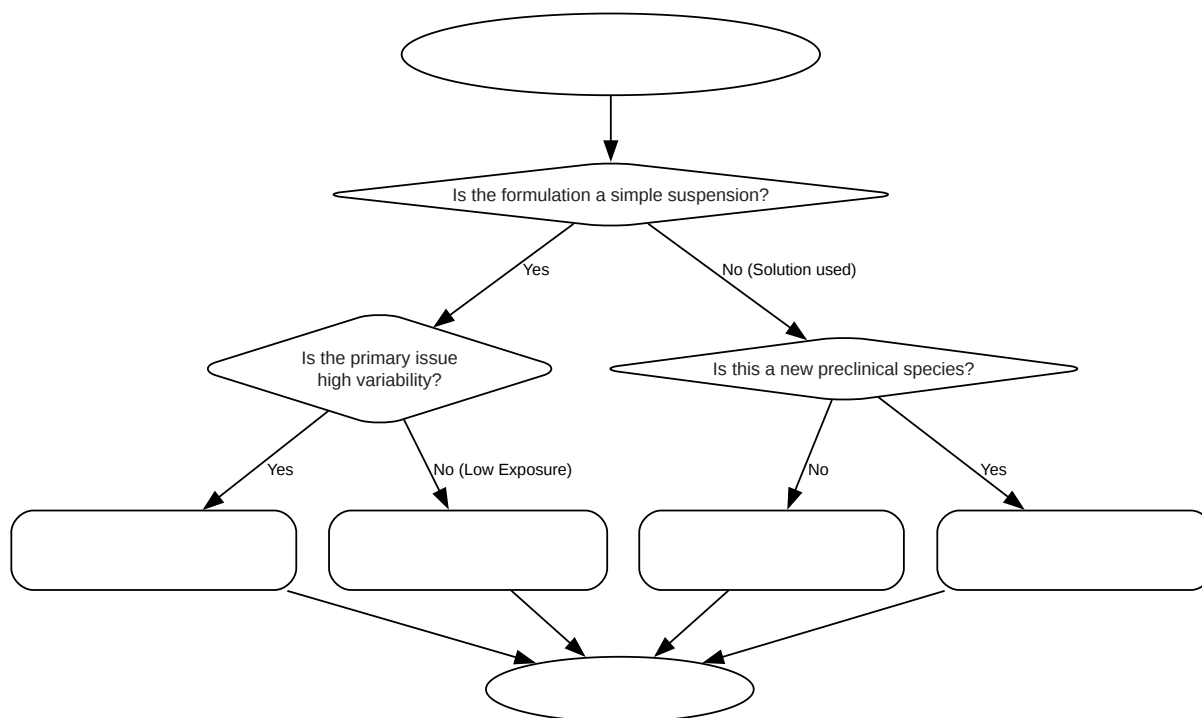 Is the formulation a simple suspension?
Yes
No (Solution used)
Is the primary issue
high variability?
Is this a new preclinical species?
Yes
No (Low Exposure)
No
Yes